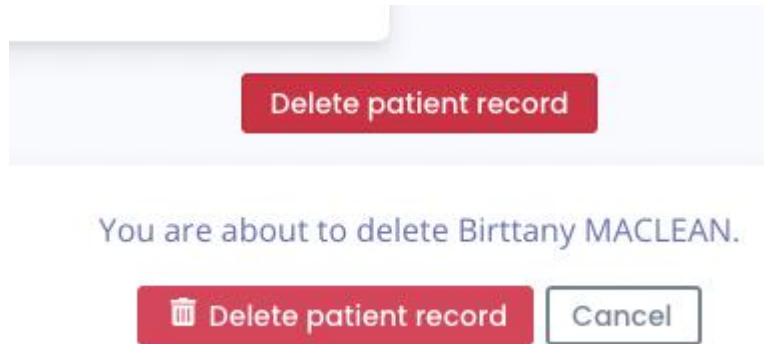 Delete patient record
You are about to delete Birttany MACLEAN.
Delete patient record Cancel